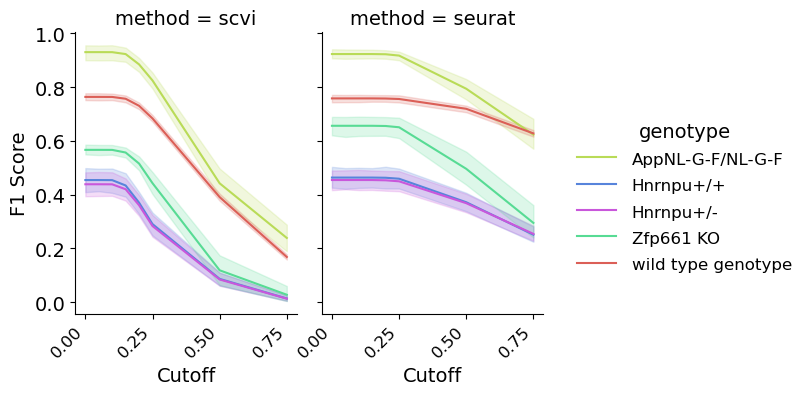 method = scvi
method = seurat
F1 Score
1.0
0.8
0.6
0.4
0.2
0.0
0.00
0.25
0.50
0.75
0.00
0.25
0.50
0.75
Cutoff
Cutoff
genotype
AppNL-G-F/NL-G-F
Hnrnpu+/+
Hnrnpu+/-
Zfp661 KO
wild type genotype